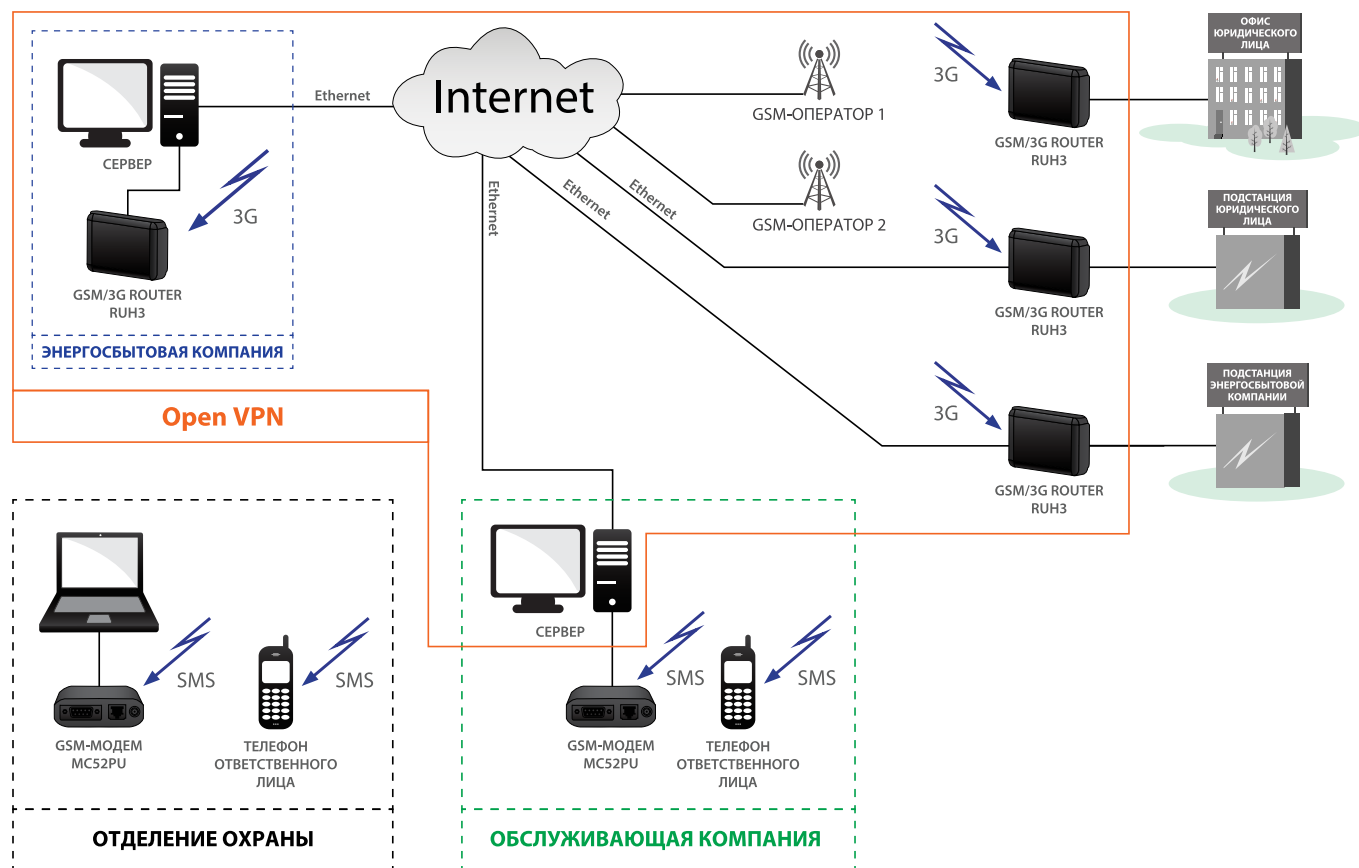 Ethernet
Internet
СЕРВЕР
3G
GSM/3G ROUTER
RUH3
ЭНЕРГОСБЫТОВАЯ КОМПАНИЯ
Open VPN
GSM-ОПЕРАТОР 1
GSM-ОПЕРАТОР 2
Ethernet
Ethernet
Ethernet
3G
GSM/3G ROUTER
RUH3
ОФИС
ЮРИДИЧЕСКОГО
ЛИЦА
3G
GSM/3G ROUTER
RUH3
ПОДСТАНЦИЯ
ЮРИДИЧЕСКОГО
ЛИЦА
3G
GSM/3G ROUTER
RUH3
ПОДСТАНЦИЯ
ЭНЕРГОСБЫТОВОЙ
КОМПАНИИ
SMS
GSM-МОДЕМ
MC52PU
SMS
ТЕЛЕФОН
ОТВЕТСТВЕННОГО
ЛИЦА
ОТДЕЛЕНИЕ ОХРАНЫ
СЕРВЕР
SMS
GSM-МОДЕМ
MC52PU
SMS
ТЕЛЕФОН
ОТВЕТСТВЕННОГО
ЛИЦА
ОБСЛУЖИВАЮЩАЯ КОМПАНИЯ